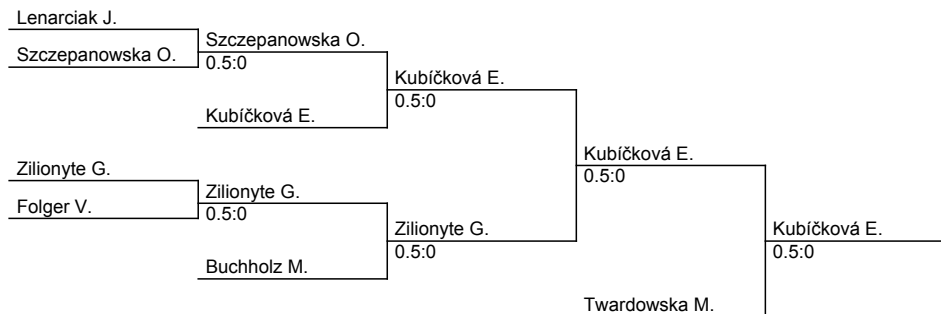 Lenarciak J.
Szczepanowska O.
Szczepanowska O.
0.5:0
Kubíčková E.
Kubíčková E.
0.5:0
Zilionyte G.
Folger V.
Zilionyte G.
0.5:0
Buchholz M.
Zilionyte G.
0.5:0
Kubíčková E.
0.5:0
Twardowska M.
Kubíčková E.
0.5:0